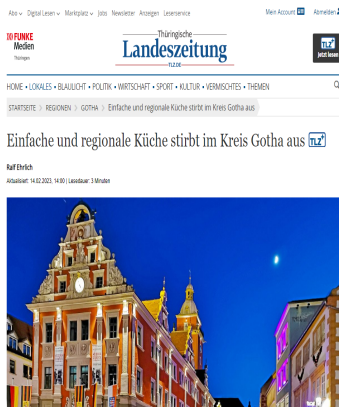 Abo Digital Lesen Marktplatz Jobs Newsletter Anzeigen Leserservice Mein Account Abmelden
FUNKE
Medien
Thüringen
Thüringische
Landeszeitung
TLZ.DE
TLZ+
Jetzt lesen
HOME • LOKALES • BLAULICHT • POLITIK • WIRTSCHAFT • SPORT • KULTUR • VERMISCHTES • THEMEN
STARTSEITE > REGIONEN > GOTHA > Einfache und regionale Küche stirbt im Kreis Gotha aus
Einfache und regionale Küche stirbt im Kreis Gotha aus TLZ+
Ralf Ehrlich
Aktualisiert: 14.02.2023, 14:00 | Lesedauer: 3 Minuten